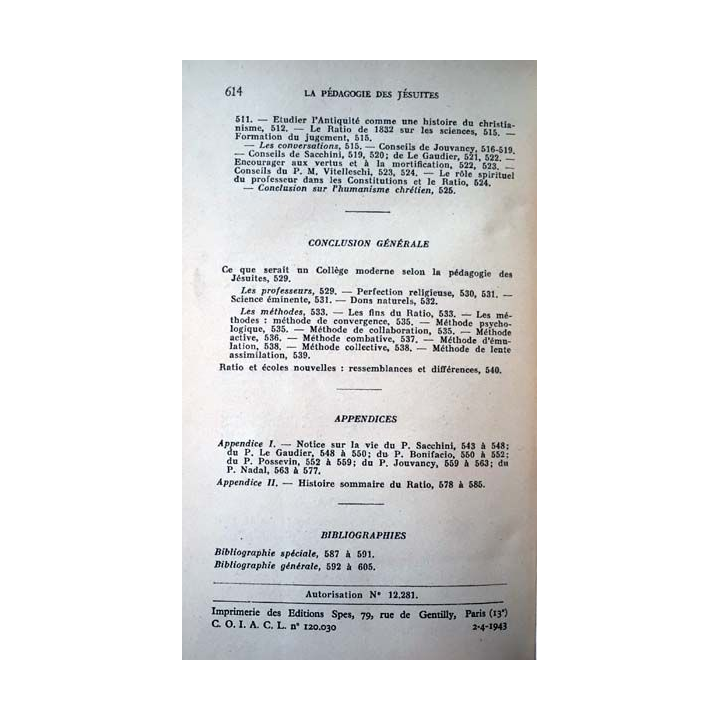 614 LA PÉDAGOGIE DES JÉSUITES
511. — Etudier l'Antiquité comme une histoire du christia-
nisme, 512. — Le Ratio de 1832 sur les sciences, 515. —
Formation du jugement, 515.
— Les conversations, 515. — Conseils de Jouvancy, 516-519.
— Conseils de Sacchini, 519, 520; de Le Gaudier, 521, 522. —
Encourager aux vertus et à la mortification, 522, 523. —
Conseils du P. M. Vitelleschi, 523, 524. — Le rôle spirituel
du professeur dans les Constitutions et le Ratio, 524.
— Conclusion sur l'humanisme chrétien, 525.
CONCLUSION GÉNÉRALE
Ce que serait un Collège moderne selon la pédagogie des
Jésuites, 529.
Les professeurs, 529. — Perfection religieuse, 530, 531. —
Science éminente, 531. — Dons naturels, 532.
Les méthodes, 533. — Les fins du Ratio, 533. — Les mé-
thodes : méthode de convergence, 535. — Méthode psycho-
logique, 535. — Méthode de collaboration, 535. — Méthode
active, 536. — Méthode combative, 537. — Méthode d'ému-
lation, 538. — Méthode collective, 538. — Méthode de lente
assimilation, 539.
Ratio et écoles nouvelles : ressemblances et différences, 540.
APPENDICES
Appendice I. — Notice sur la vie du P. Sacchini, 543 à 548;
du P. Le Gaudier, 548 à 550; du P. Bonifacio, 550 à 552;
du P. Possevin, 552 à 559; du P. Jouvancy, 559 à 563; du
P. Nadal, 563 à 577.
Appendice II. — Histoire sommaire du Ratio, 578 à 585.
BIBLIOGRAPHIES
Bibliographie spéciale, 587 à 591.
Bibliographie générale, 592 à 605.
Autorisation N° 12.281.
Imprimerie des Editions Spes, 79, rue de Gentilly, Paris (13°)
C. O. I. A. C. L. n° 120.030 2-4-1943